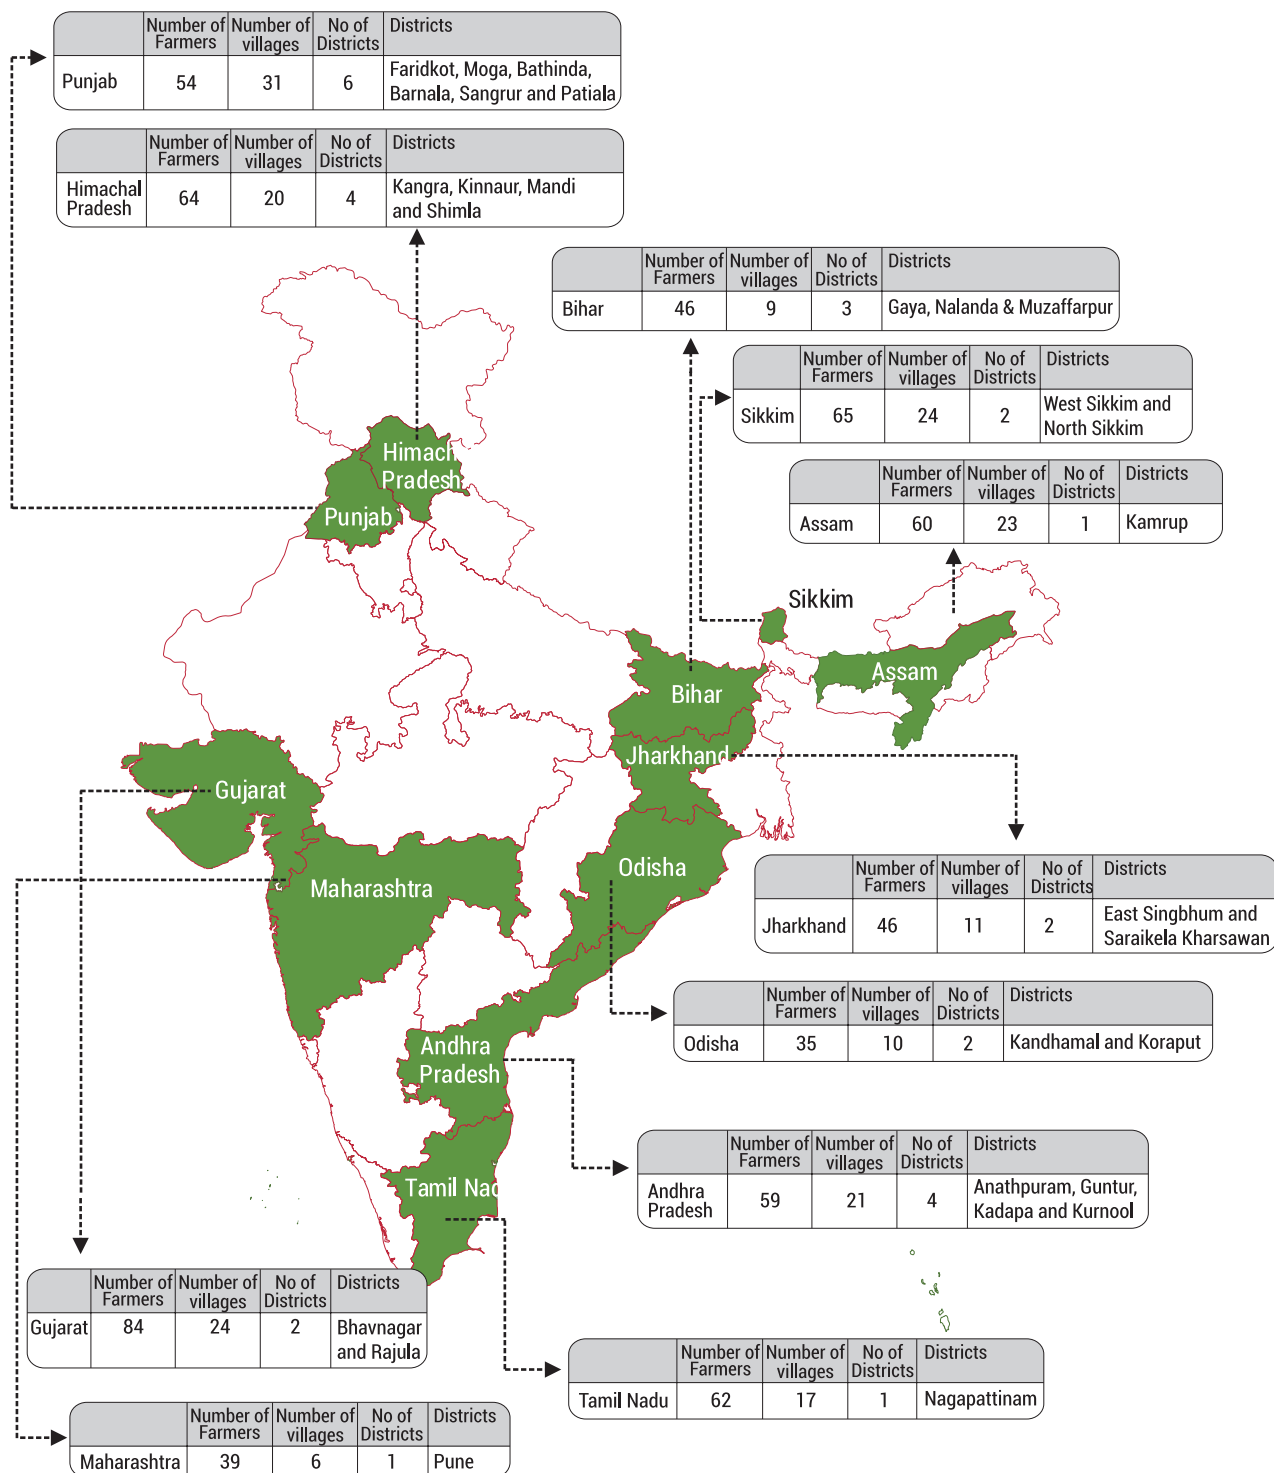 Number of Farmers Number of villages No of Districts Districts
Punjab 54 31 6 Faridkot, Moga, Bathinda,
Barnala, Sangrur and Patiala
Number of Farmers Number of villages No of Districts Districts
Himachal Pradesh 64 20 4 Kangra, Kinnaur, Mandi
and Shimla
Number of Farmers Number of villages No of Districts Districts
Bihar 46 9 3 Gaya, Nalanda & Muzaffarpur
Number of Farmers Number of villages No of Districts Districts
Sikkim 65 24 2 West Sikkim and
North Sikkim
Number of Farmers Number of villages No of Districts Districts
Assam 60 23 1 Kamrup
Himach
Pradesh
Punjab
Sikkim
Assam
Bihar
Jharkhand
Gujarat
Odisha
Maharashtra
Number of Farmers Number of villages No of Districts Districts
Jharkhand 46 11 2 East Singbhum and
Saraikela Kharsawan
Number of Farmers Number of villages No of Districts Districts
Odisha 35 10 2 Kandhamal and Koraput
Andhra
Pradesh
Number of Farmers Number of villages No of Districts Districts
Andhra Pradesh 59 21 4 Anathpuram, Guntur,
Kadapa and Kurnool
Tamil Nad
Number of Farmers Number of villages No of Districts Districts
Gujarat 84 24 2 Bhavnagar
and Rajula
Number of Farmers Number of villages No of Districts Districts
Tamil Nadu 62 17 1 Nagapattinam
Number of Farmers Number of villages No of Districts Districts
Maharashtra 39 6 1 Pune